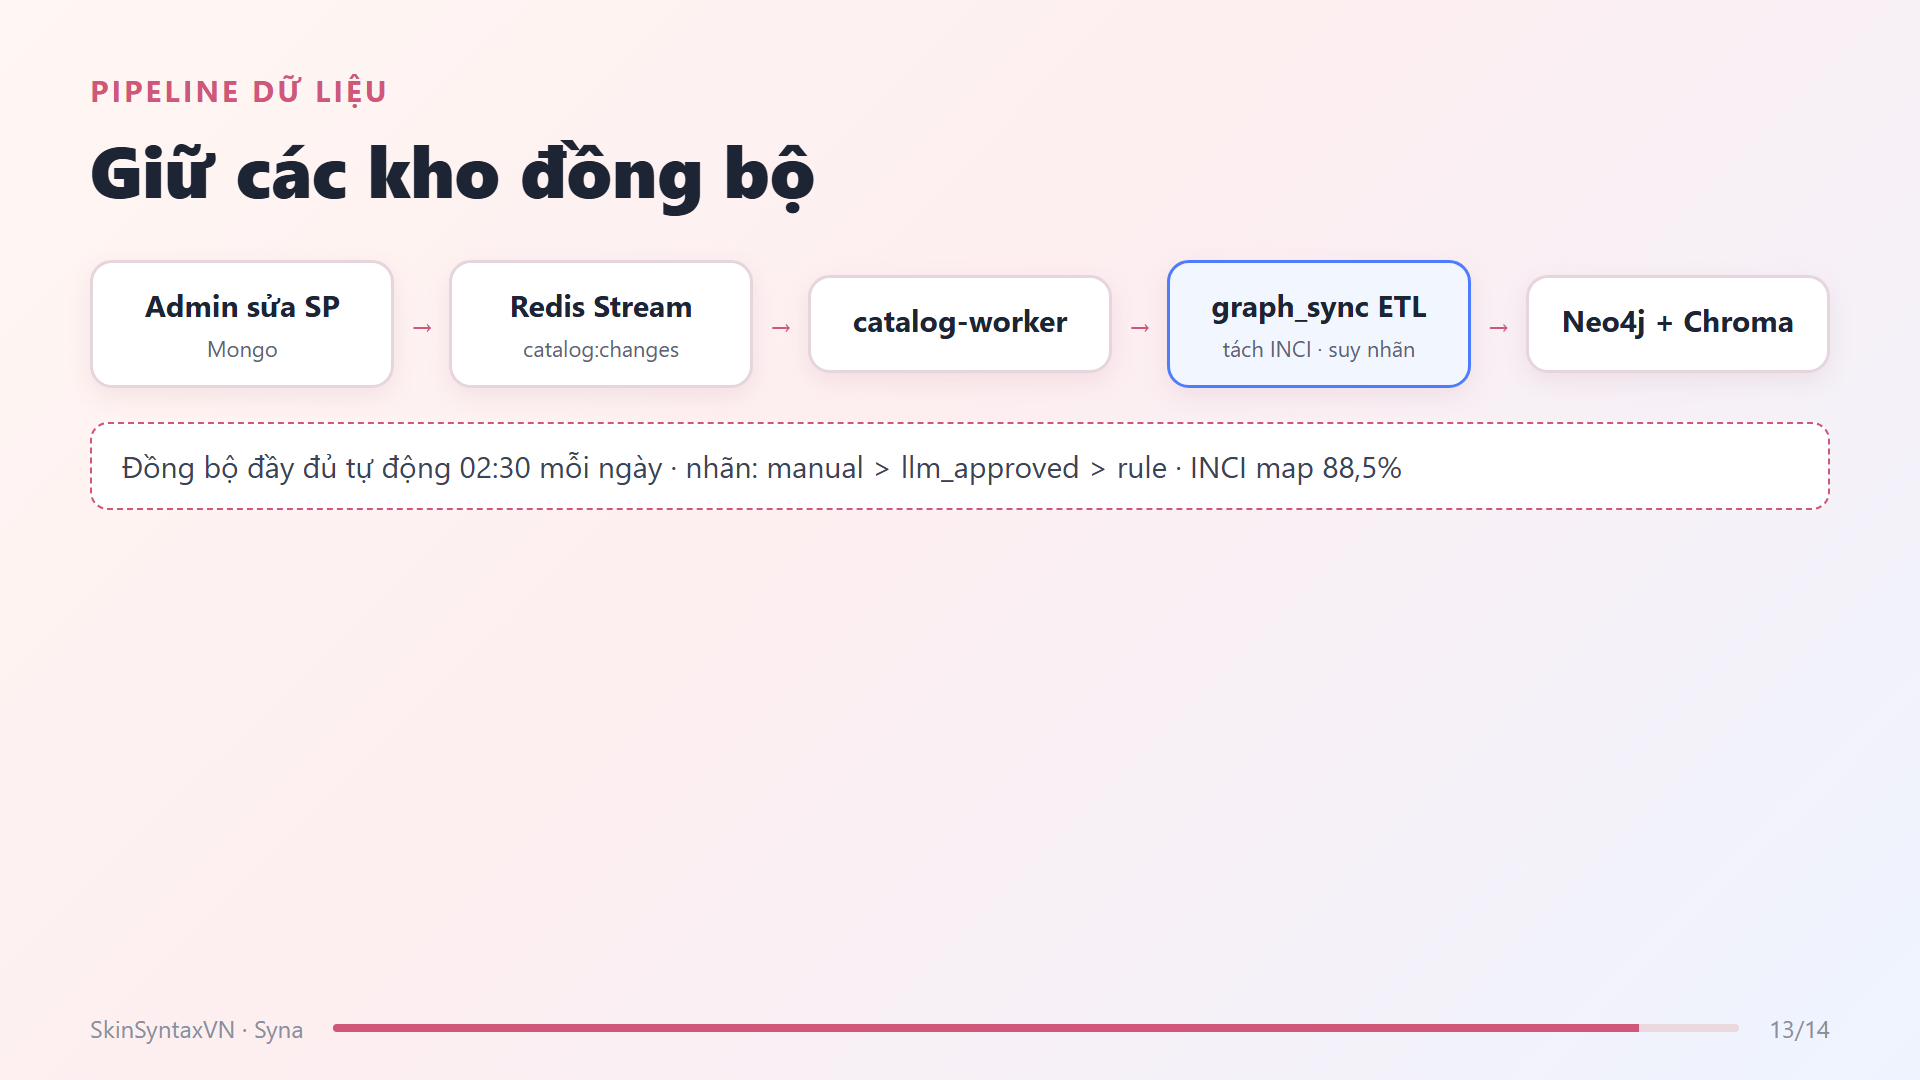 PIPELINE DỮ LIỆU
Giữ các kho đồng bộ
Admin sửa SP
Mongo
→
Redis Stream
catalog:changes
→
catalog-worker
→
graph_sync ETL
tách INCI · suy nhãn
→
Neo4j + Chroma
Đồng bộ đầy đủ tự động 02:30 mỗi ngày · nhãn: manual > llm_approved > rule · INCI map 88,5%
SkinSyntaxVN · Syna
13/14